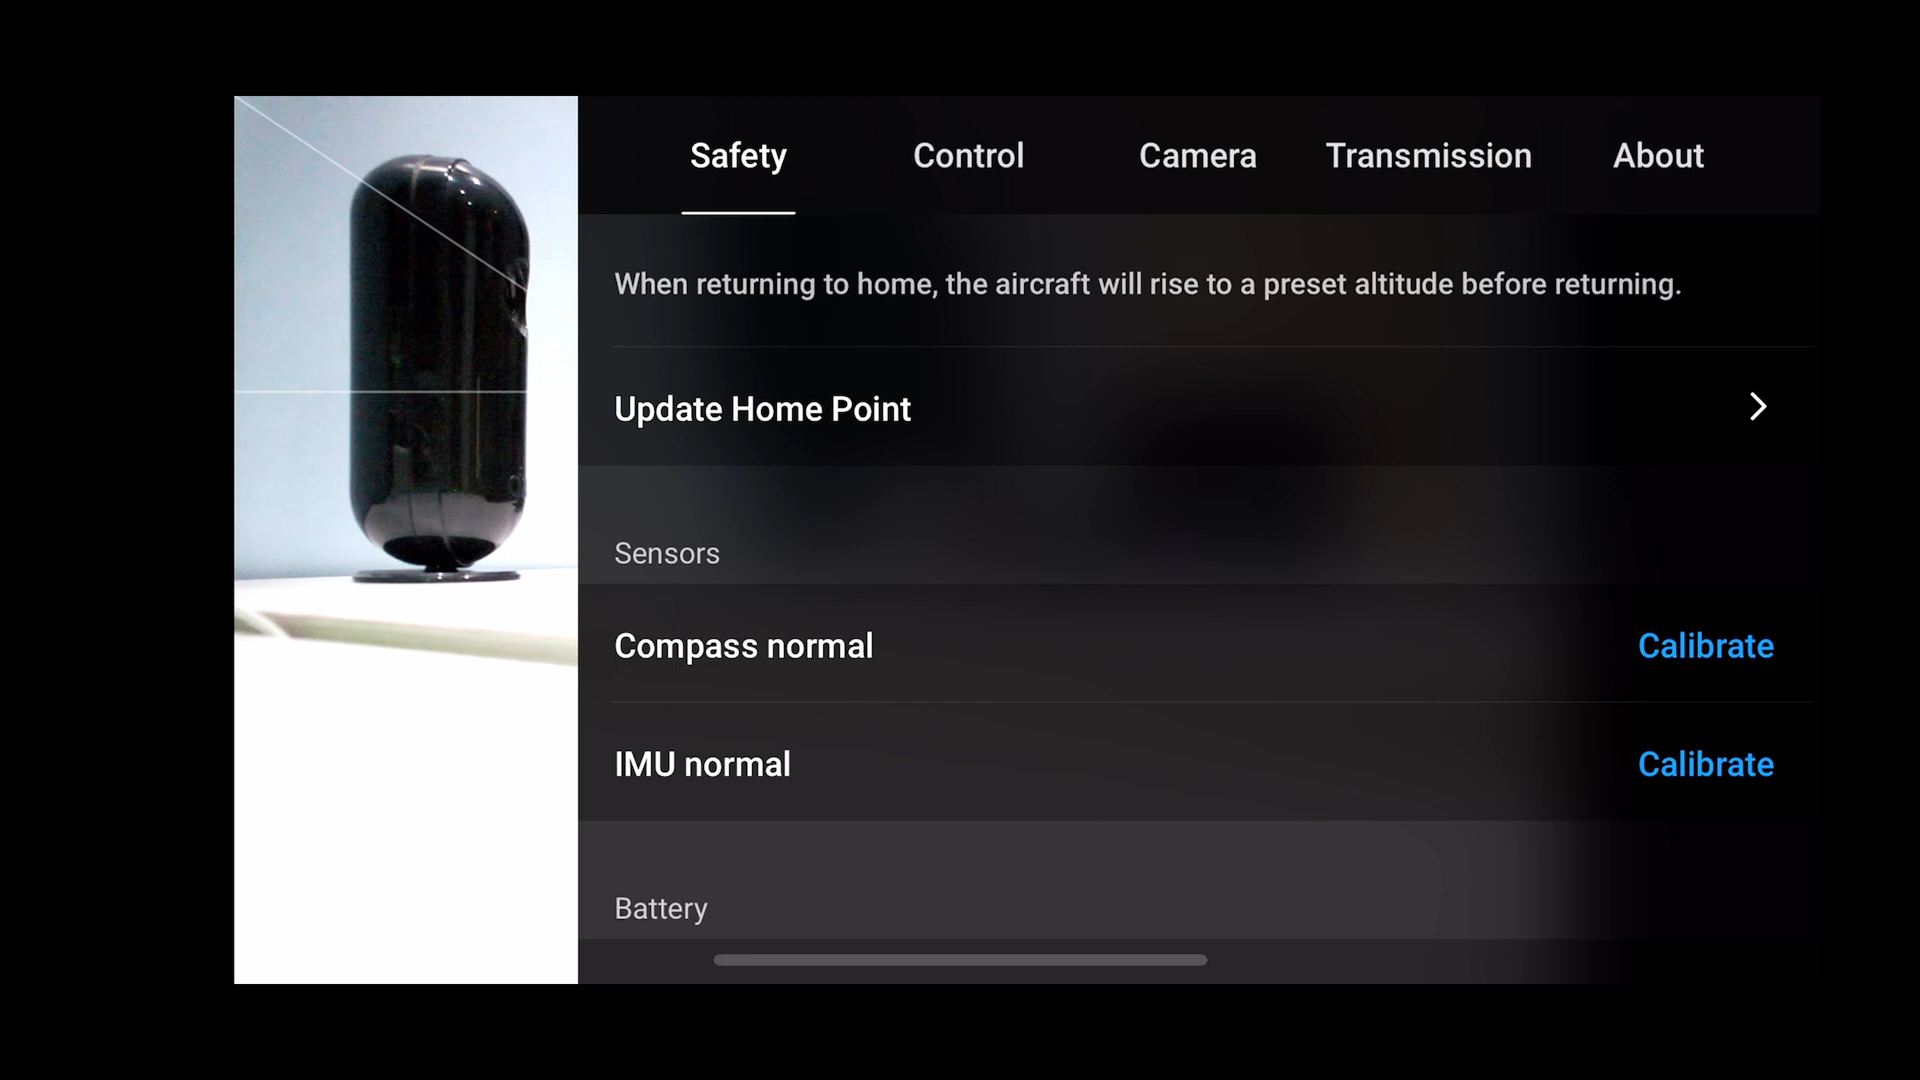 Safety Control Camera Transmission About
When returning to home, the aircraft will rise to a preset altitude before returning.
Update Home Point
Sensors
Compass normal Calibrate
IMU normal Calibrate
Battery